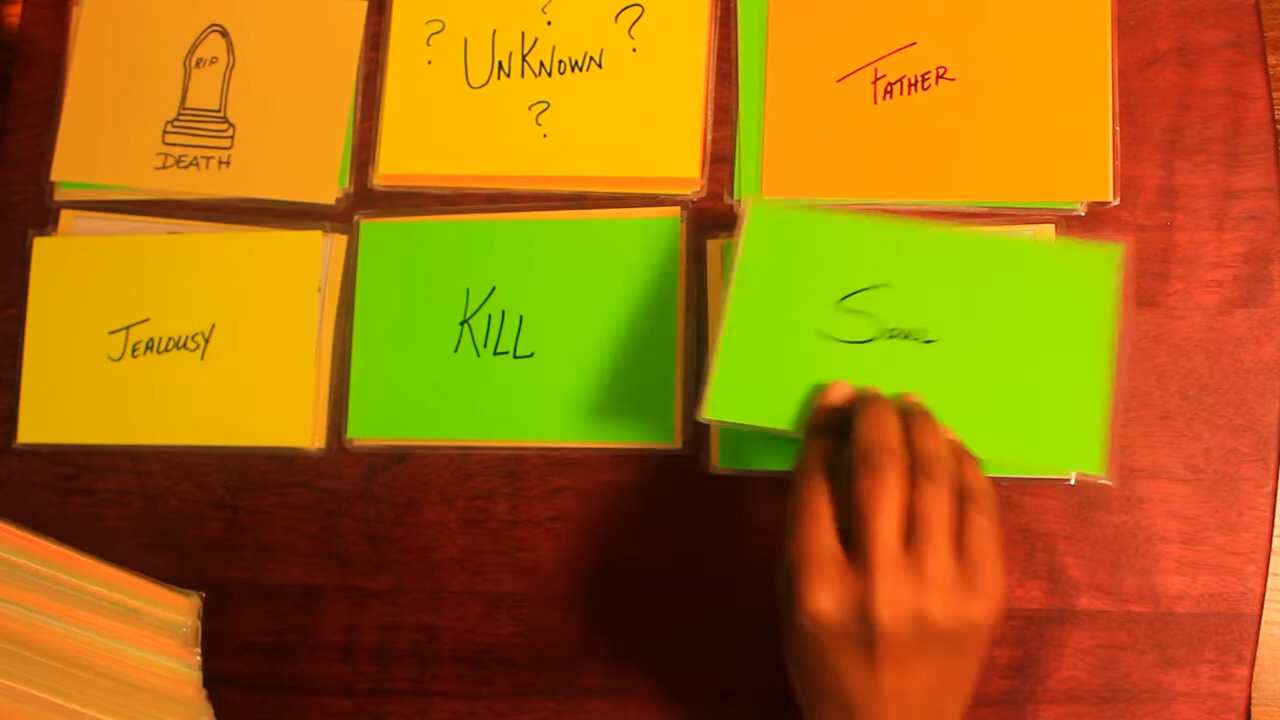 RIP
DEATH
? ? ?
UNKNOWN
?
FATHER
JEALOUSY
KILL